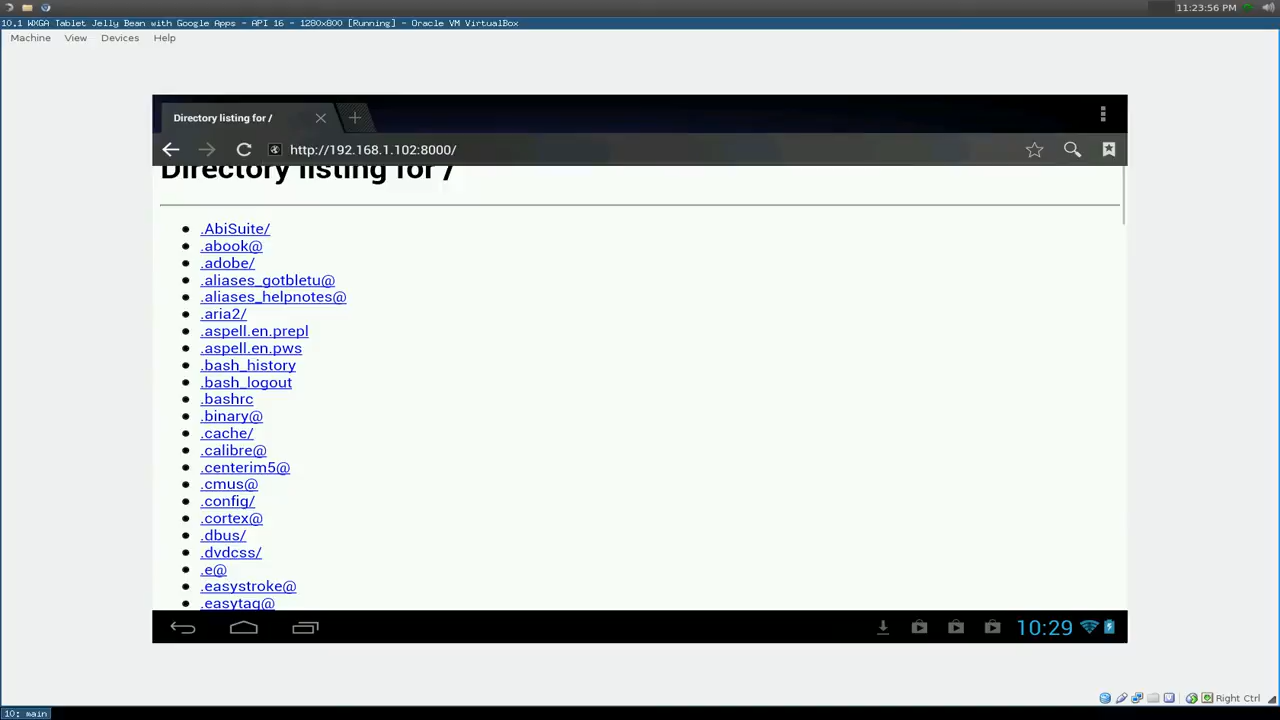 11:23:56 PM
10,1 WXGA Tablet Jelly Bean with Google Apps - API 16 - 1280x800 [Running] - Oracle VM VirtualBox
Machine View Devices Help
Directory listing for /
http://192.168.1.102:8000/
Directory listing for /
.AbiSuite/
.abook@
.adobe/
.aliases_gotbletu@
.aliases_helpnotes@
.aria2/
.aspell.en.prepl
.aspell.en.pws
.bash_history
.bash_logout
.bashrc
.binary@
.cache/
.calibre@
.centerim5@
.cmus@
.config/
.cortex@
.dbus/
.dvdcss/
.e@
.easystroke@
.easytag@
10:29
Right Ctrl
10: main